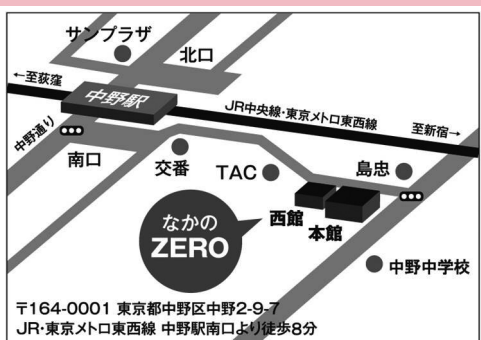 サンプラザ
北口
←至荻窪
中野駅
JR中央線・東京メトロ東西線
至新宿→
中野通り
南口
交番
TAC
島忠
西館
本館
なかの
ZERO
中野中学校
〒164-0001 東京都中野区中野2-9-7
JR・東京メトロ東西線 中野駅南口より徒歩8分